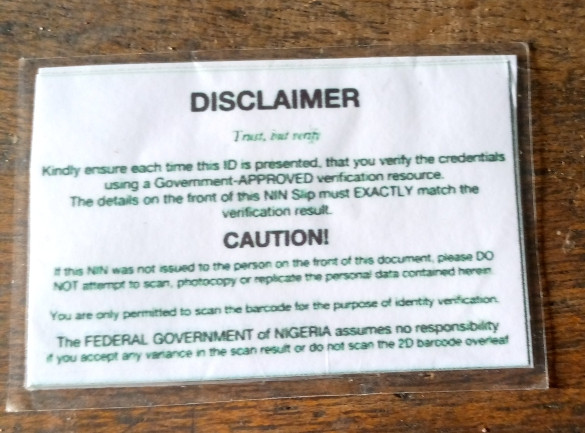 DISCLAIMER
Trust, but verify
Kindly ensure each time this ID is presented, that you verify the credentials
using a Government-APPROVED verification resource.
The details on the front of this NIN Slip must EXACTLY match the
verification result.
CAUTION!
If this NIN was not issued to the person on the front of this document, please DO
NOT attempt to scan, photocopy or replicate the personal data contained herein.
You are only permitted to scan the barcode for the purpose of identity verification.
The FEDERAL GOVERNMENT of NIGERIA assumes no responsibility
if you accept any variance in the scan result or do not scan the 2D barcode overleaf